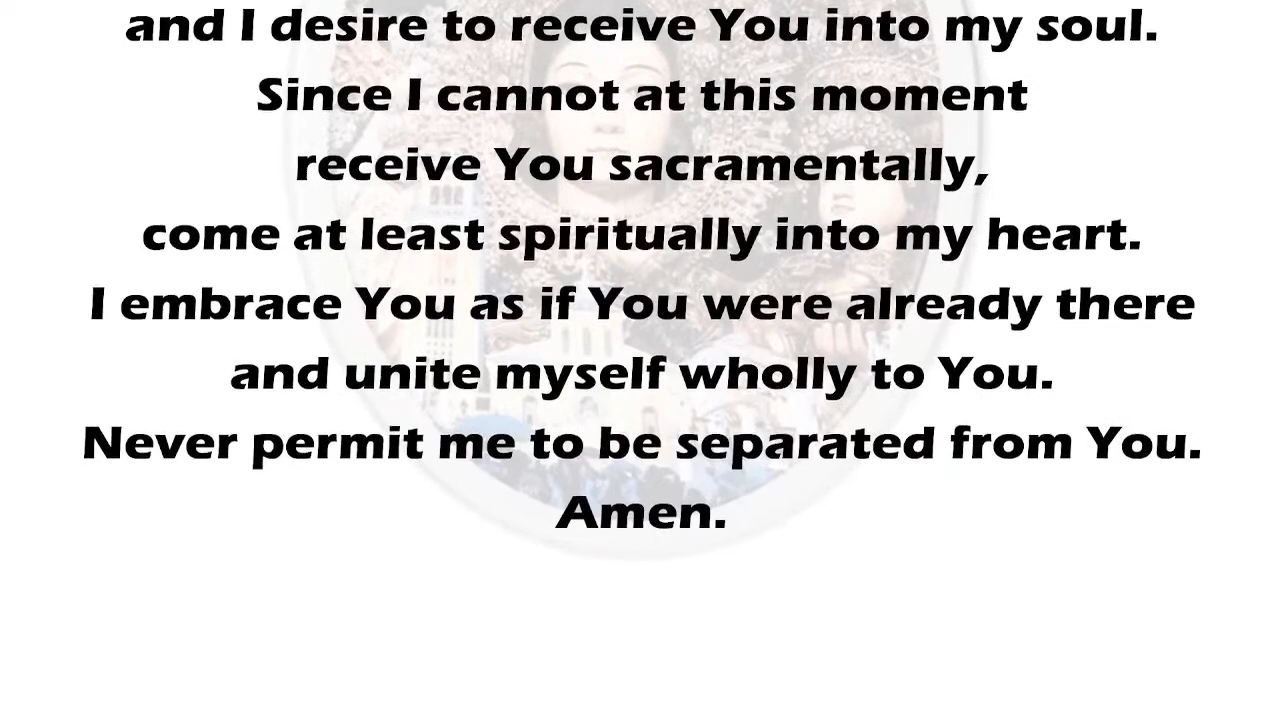 and I desire to receive You into my soul.
Since I cannot at this moment
receive You sacramentally,
come at least spiritually into my heart.
I embrace You as if You were already there
and unite myself wholly to You.
Never permit me to be separated from You.
Amen.